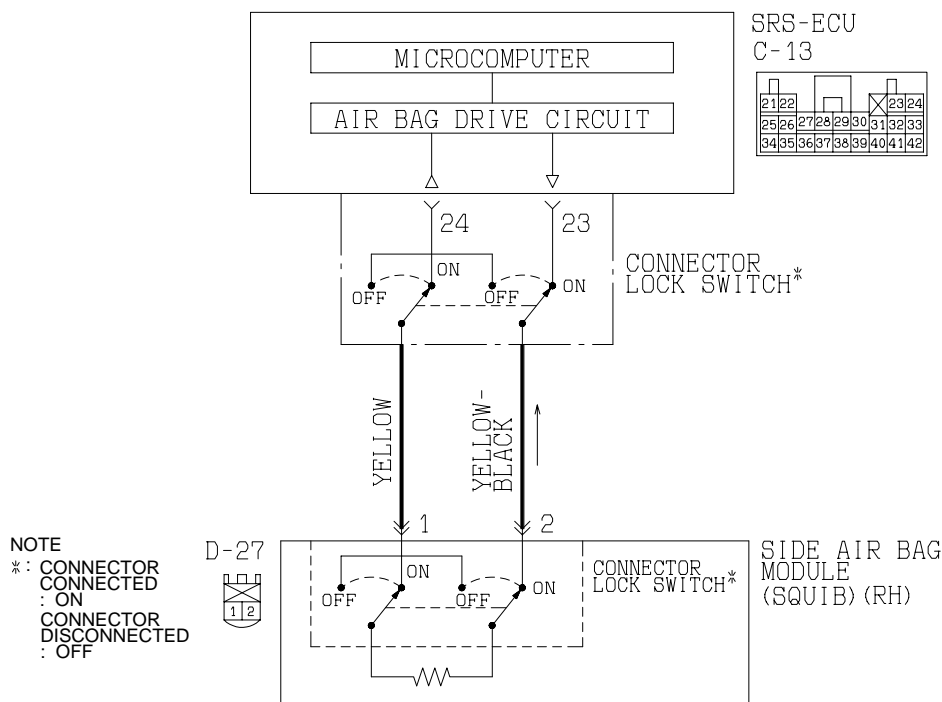 SRS-ECU
C-13
MICROCOMPUTER
AIR BAG DRIVE CIRCUIT
21 22 23 24
25 26 27 28 29 30 31 32 33
34 35 36 37 38 39 40 41 42
24 23
CONNECTOR
LOCK SWITCH*
ON ON
OFF OFF
YELLOW
YELLOW-
BLACK
1 2
NOTE
* : CONNECTOR
CONNECTED
: ON
CONNECTOR
DISCONNECTED
: OFF
D-27
1 2
CONNECTOR
LOCK SWITCH*
ON ON
OFF OFF
SIDE AIR BAG
MODULE
(SQUIB) (RH)